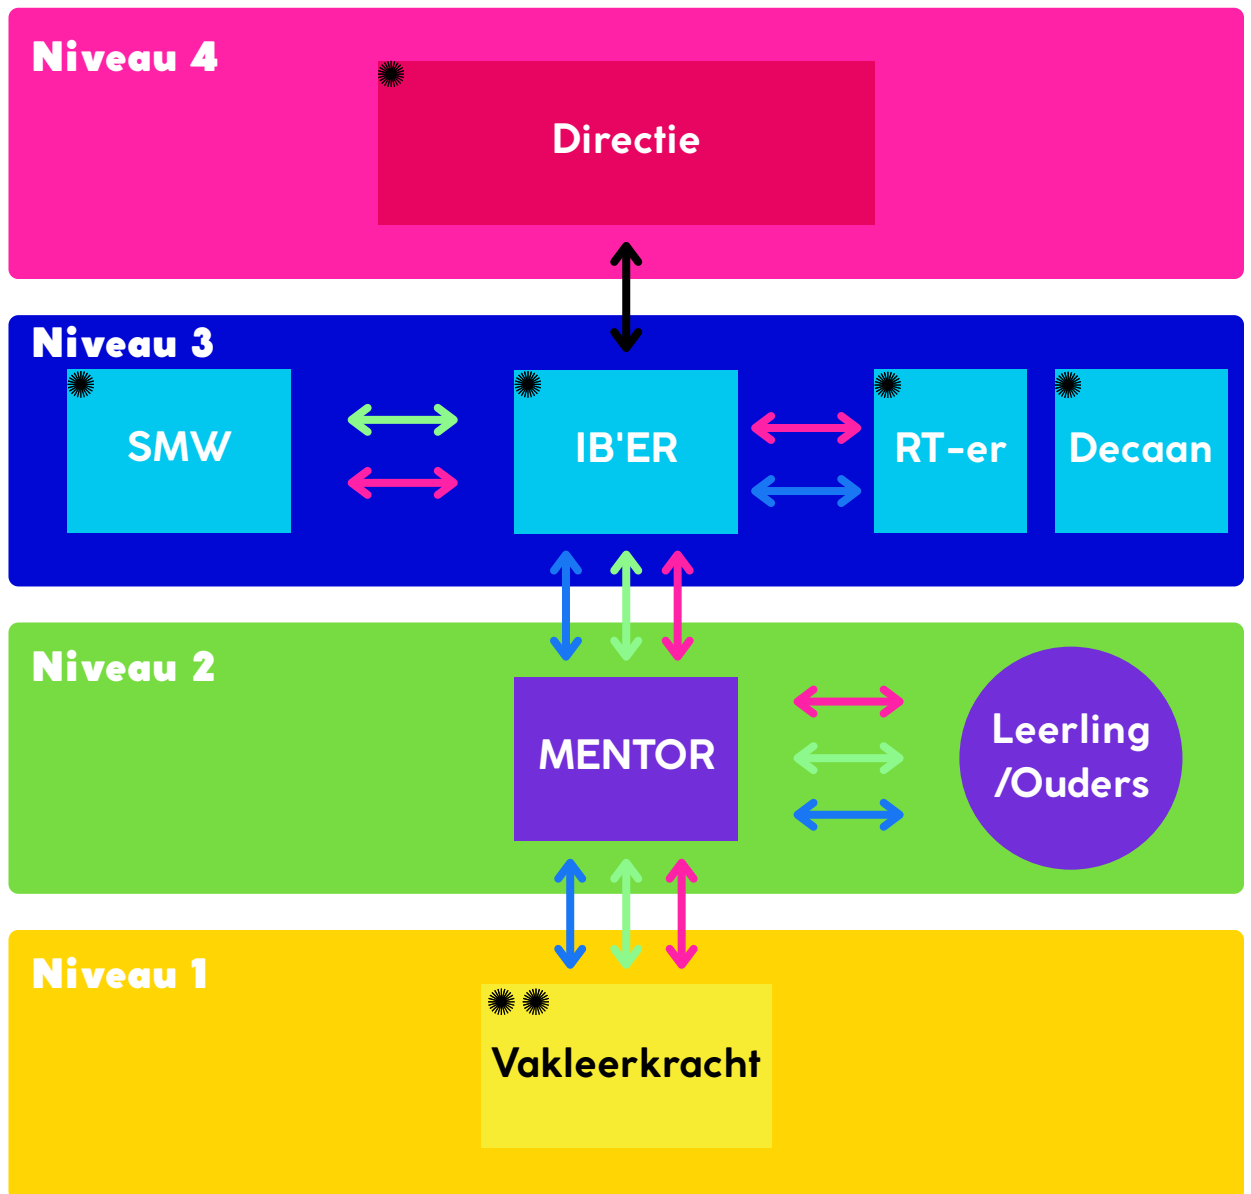 Niveau 4
Directie
Niveau 3
SMW
IB'ER
RT-er
Decaan
Niveau 2
MENTOR
Leerling
/Ouders
Niveau 1
Vakleerkracht